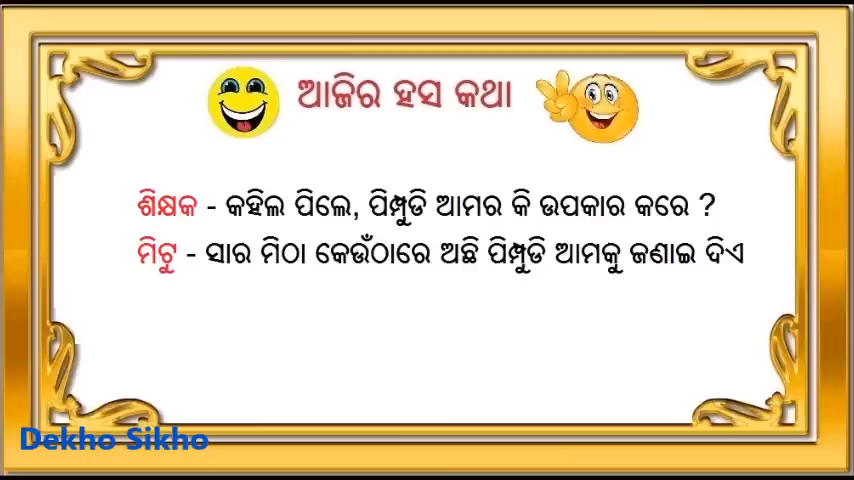 ଆଜିର ହସ କଥା
ଶିକ୍ଷକ - କହିଲ ପିଲେ, ପିମ୍ପୁଡି ଆମର କି ଉପକାର କରେ ?
ମିଟୁ - ସାର ମିଠା କେଉଁଠାରେ ଅଛି ପିମ୍ପୁଡି ଆମକୁ ଜଣାଇ ଦିଏ
Dekho Sikho